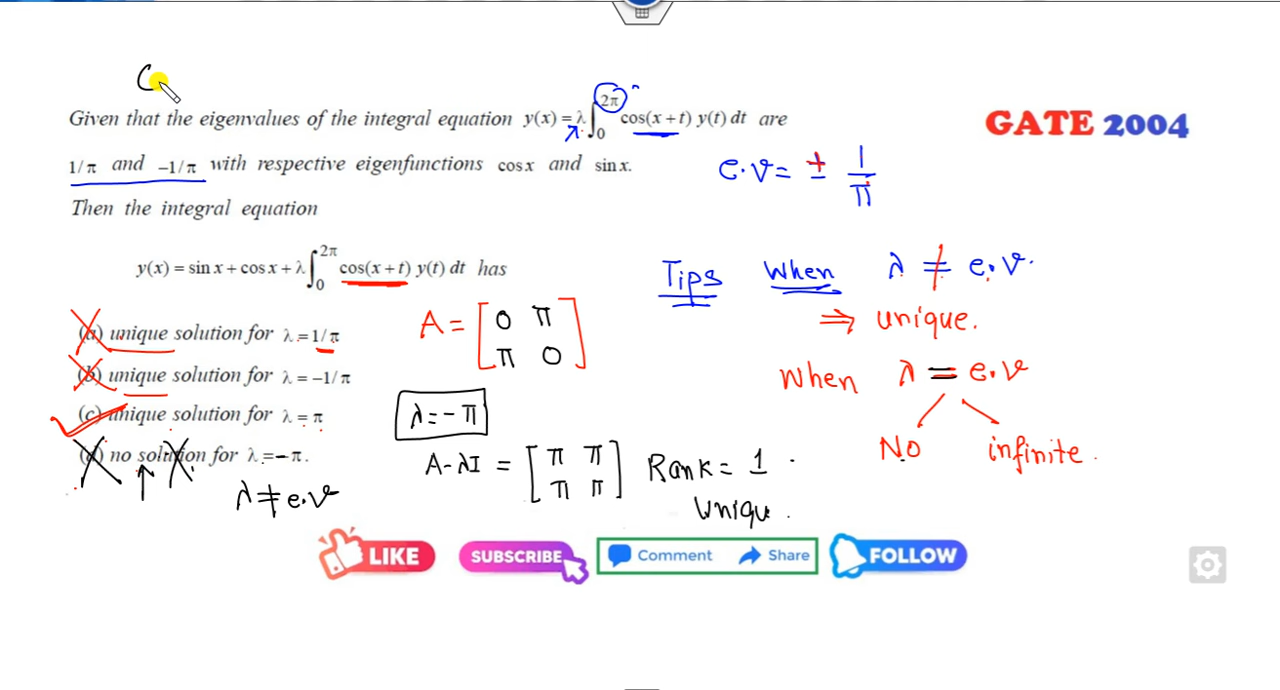 C
Given that the eigenvalues of the integral equation y(x) = λ ∫₀^2π cos(x + t) y(t) dt are
GATE 2004
1/π and -1/π with respective eigenfunctions cos x and sin x.
e.v = ± 1/π
Then the integral equation
y(x) = sin x + cos x + λ ∫₀^2π cos(x + t) y(t) dt has
Tips When λ ≠ e.v.
⇒ unique.
(a) unique solution for λ = 1/π
A = [0 π
π 0]
(b) unique solution for λ = -1/π
When λ = e.v
(c) unique solution for λ = π
λ = - π
No infinite.
(d) no solution for λ = -π.
A-λI = [π π
π π] Rank = 1
λ ≠ e.v
Uniqu.
LIKE
SUBSCRIBE
Comment
Share
FOLLOW